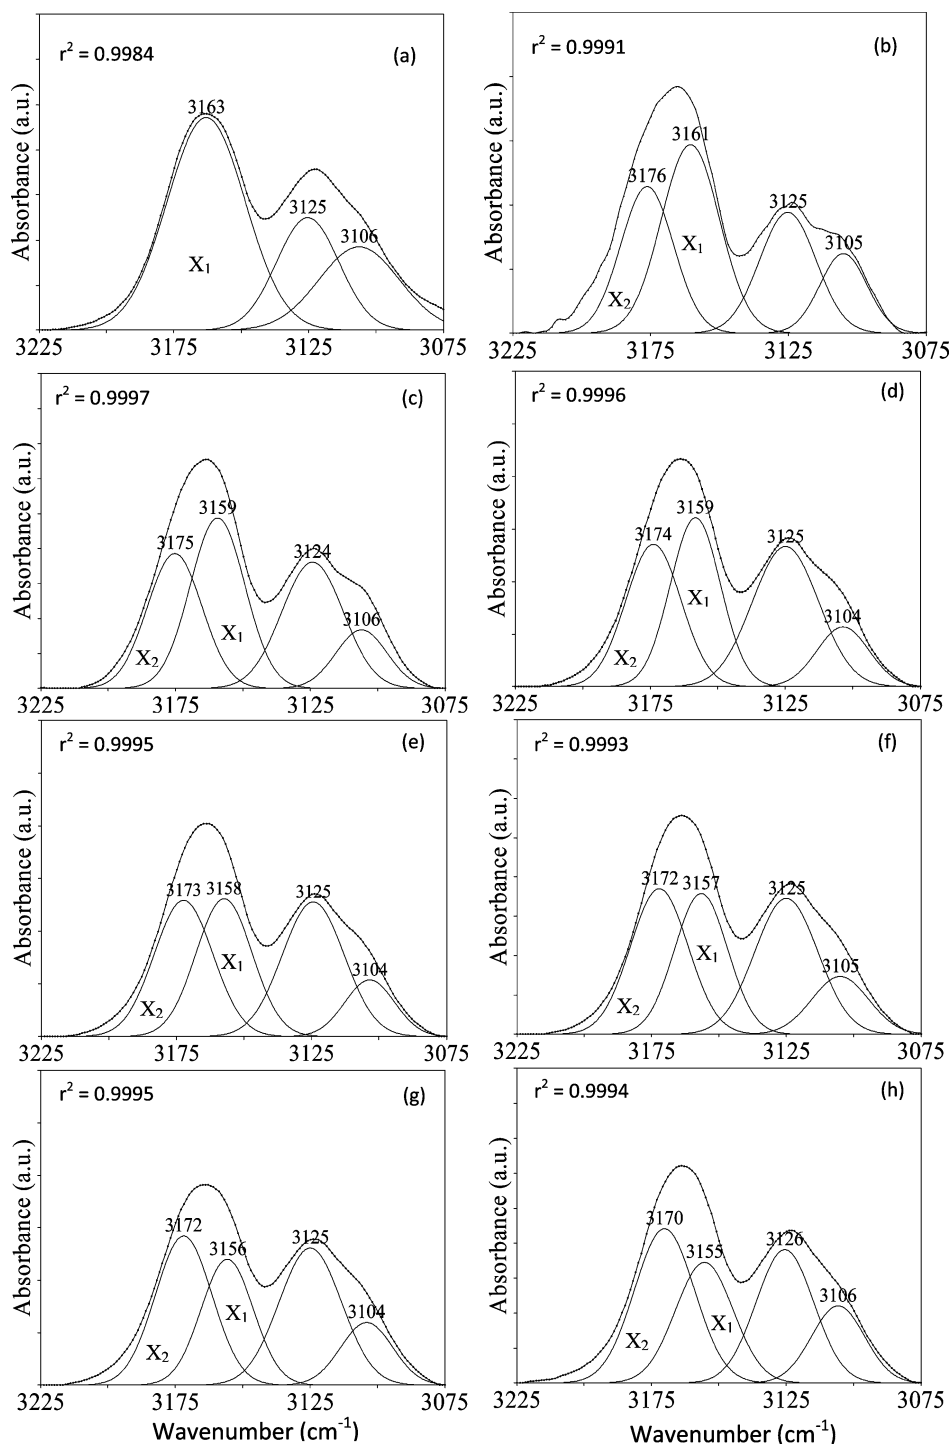 r² = 0.9984
(a)
3163
3125
3106
X₁
Absorbance (a.u.)
3225 3175 3125 3075
r² = 0.9991
(b)
3161
3176
3125
3105
X₁
X₂
Absorbance (a.u.)
3225 3175 3125 3075
r² = 0.9997
(c)
3159
3175
3124
3106
X₁
X₂
Absorbance (a.u.)
3225 3175 3125 3075
r² = 0.9996
(d)
3159
3174
3125
3104
X₁
X₂
Absorbance (a.u.)
3225 3175 3125 3075
r² = 0.9995
(e)
3173 3158 3125
3104
X₁
X₂
Absorbance (a.u.)
3225 3175 3125 3075
r² = 0.9993
(f)
3172 3157 3125
3105
X₁
X₂
Absorbance (a.u.)
3225 3175 3125 3075
r² = 0.9995
(g)
3172
3156
3125
3104
X₁
X₂
Absorbance (a.u.)
3225 3175 3125 3075
Wavenumber (cm⁻¹)
r² = 0.9994
(h)
3170
3155
3126
3106
X₁
X₂
Absorbance (a.u.)
3225 3175 3125 3075
Wavenumber (cm⁻¹)